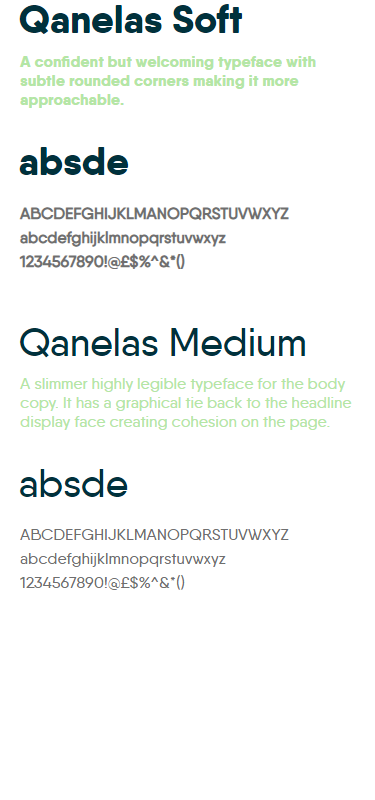 Qanelas Soft
A confident but welcoming typeface with
subtle rounded corners making it more
approachable.
absde
ABCDEFGHIJKLMANOPQRSTUVWXYZ
abcdefghijklmnopqrstuvwxyz
1234567890!@£$%^&*()
Qanelas Medium
A slimmer highly legible typeface for the body
copy. It has a graphical tie back to the headline
display face creating cohesion on the page.
absde
ABCDEFGHIJKLMANOPQRSTUVWXYZ
abcdefghijklmnopqrstuvwxyz
1234567890!@£$%^&*()